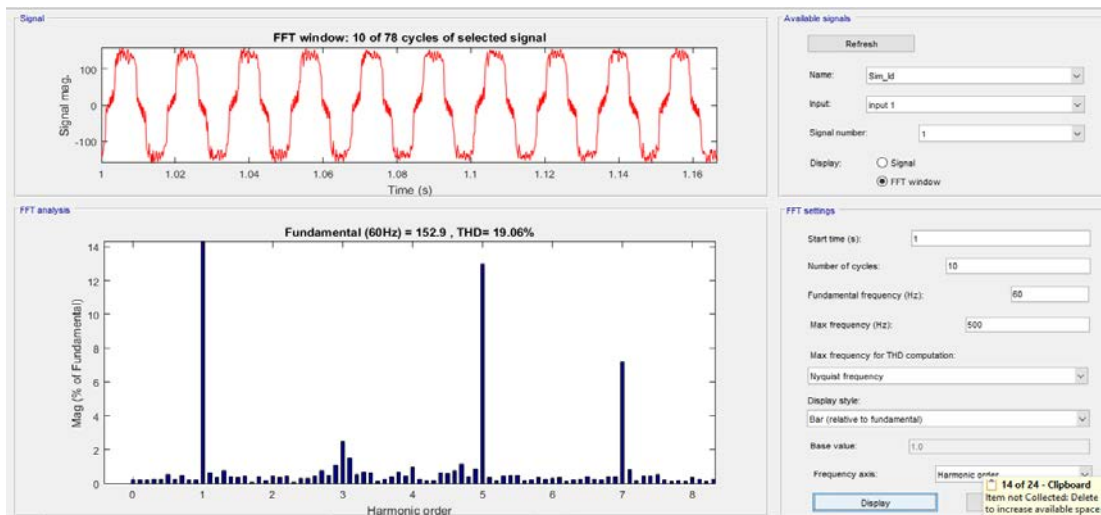 Signal
FFT window: 10 of 78 cycles of selected signal
Signal mag.
100
0
-100
1
1.02
1.04
1.06
1.08
1.1
1.12
1.14
1.16
Time (s)
FFT analysis
Fundamental (60Hz) = 152.9 , THD= 19.06%
Mag (% of Fundamental)
14
12
10
8
6
4
2
0
0
1
2
3
4
5
6
7
8
Harmonic order
Available signals
Refresh
Name:
Sim_Id
Input:
input 1
Signal number:
1
Display:
Signal
FFT window
FFT settings
Start time (s):
1
Number of cycles:
10
Fundamental frequency (Hz):
60
Max frequency (Hz):
500
Max frequency for THD computation:
Nyquist frequency
Display style:
Bar (relative to fundamental)
Base value:
1.0
Frequency axis:
Harmonic order
Display
14 of 24 - Clipboard
Item not Collected: Delete
to increase available space